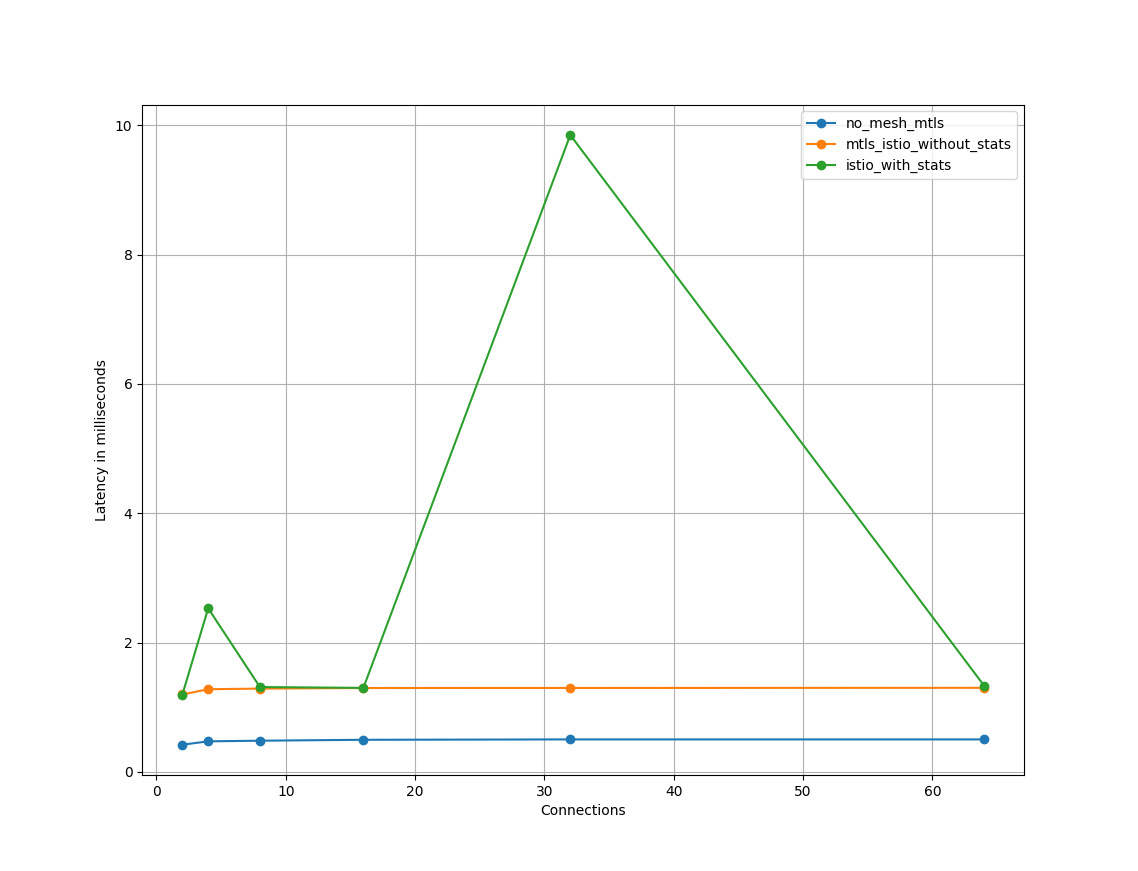 no_mesh_mtls
mtls_istio_without_stats
istio_with_stats
10
8
6
4
2
0
Latency in milliseconds
0 10 20 30 40 50 60
Connections